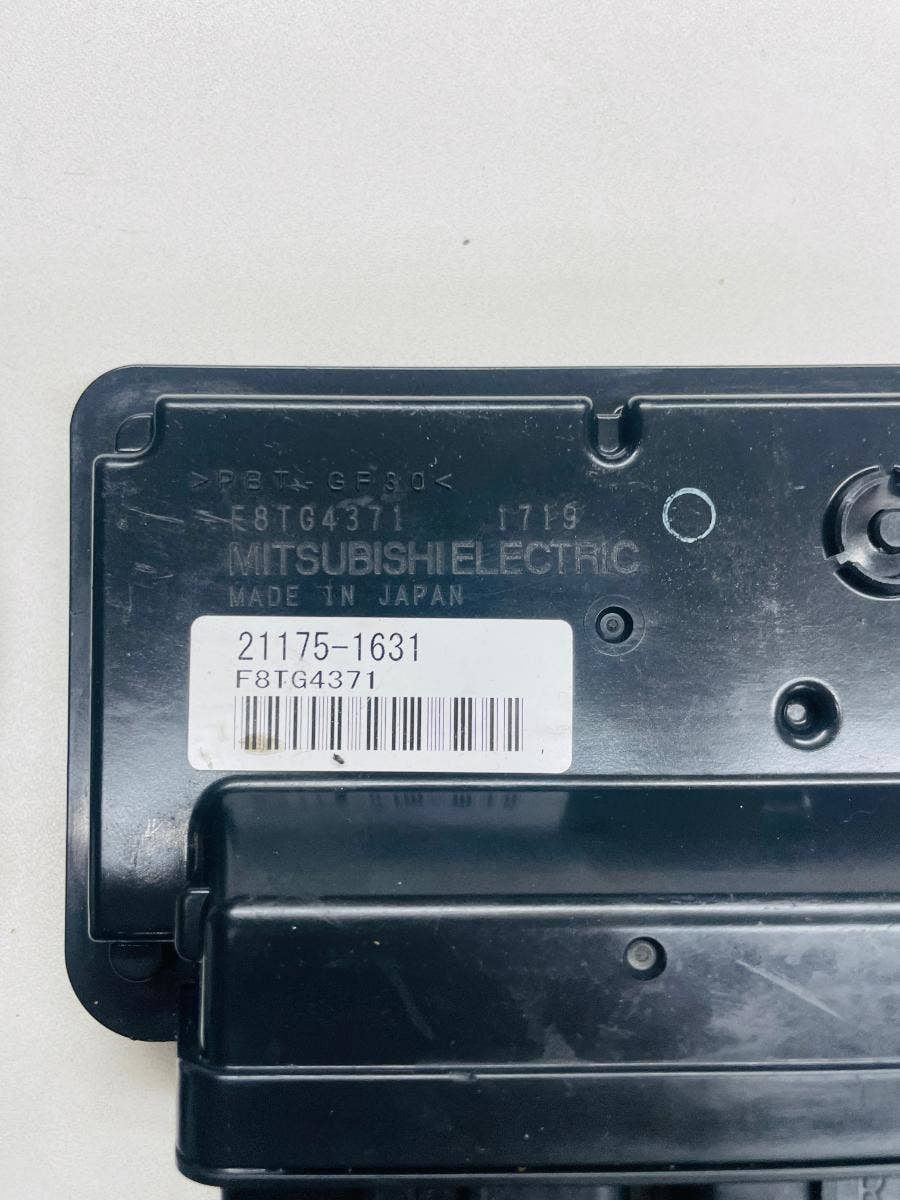 >PBT-GF30<
F8TG4371 1719
MITSUBISHI ELECTRIC
MADE IN JAPAN
21175-1631
F8TG4371